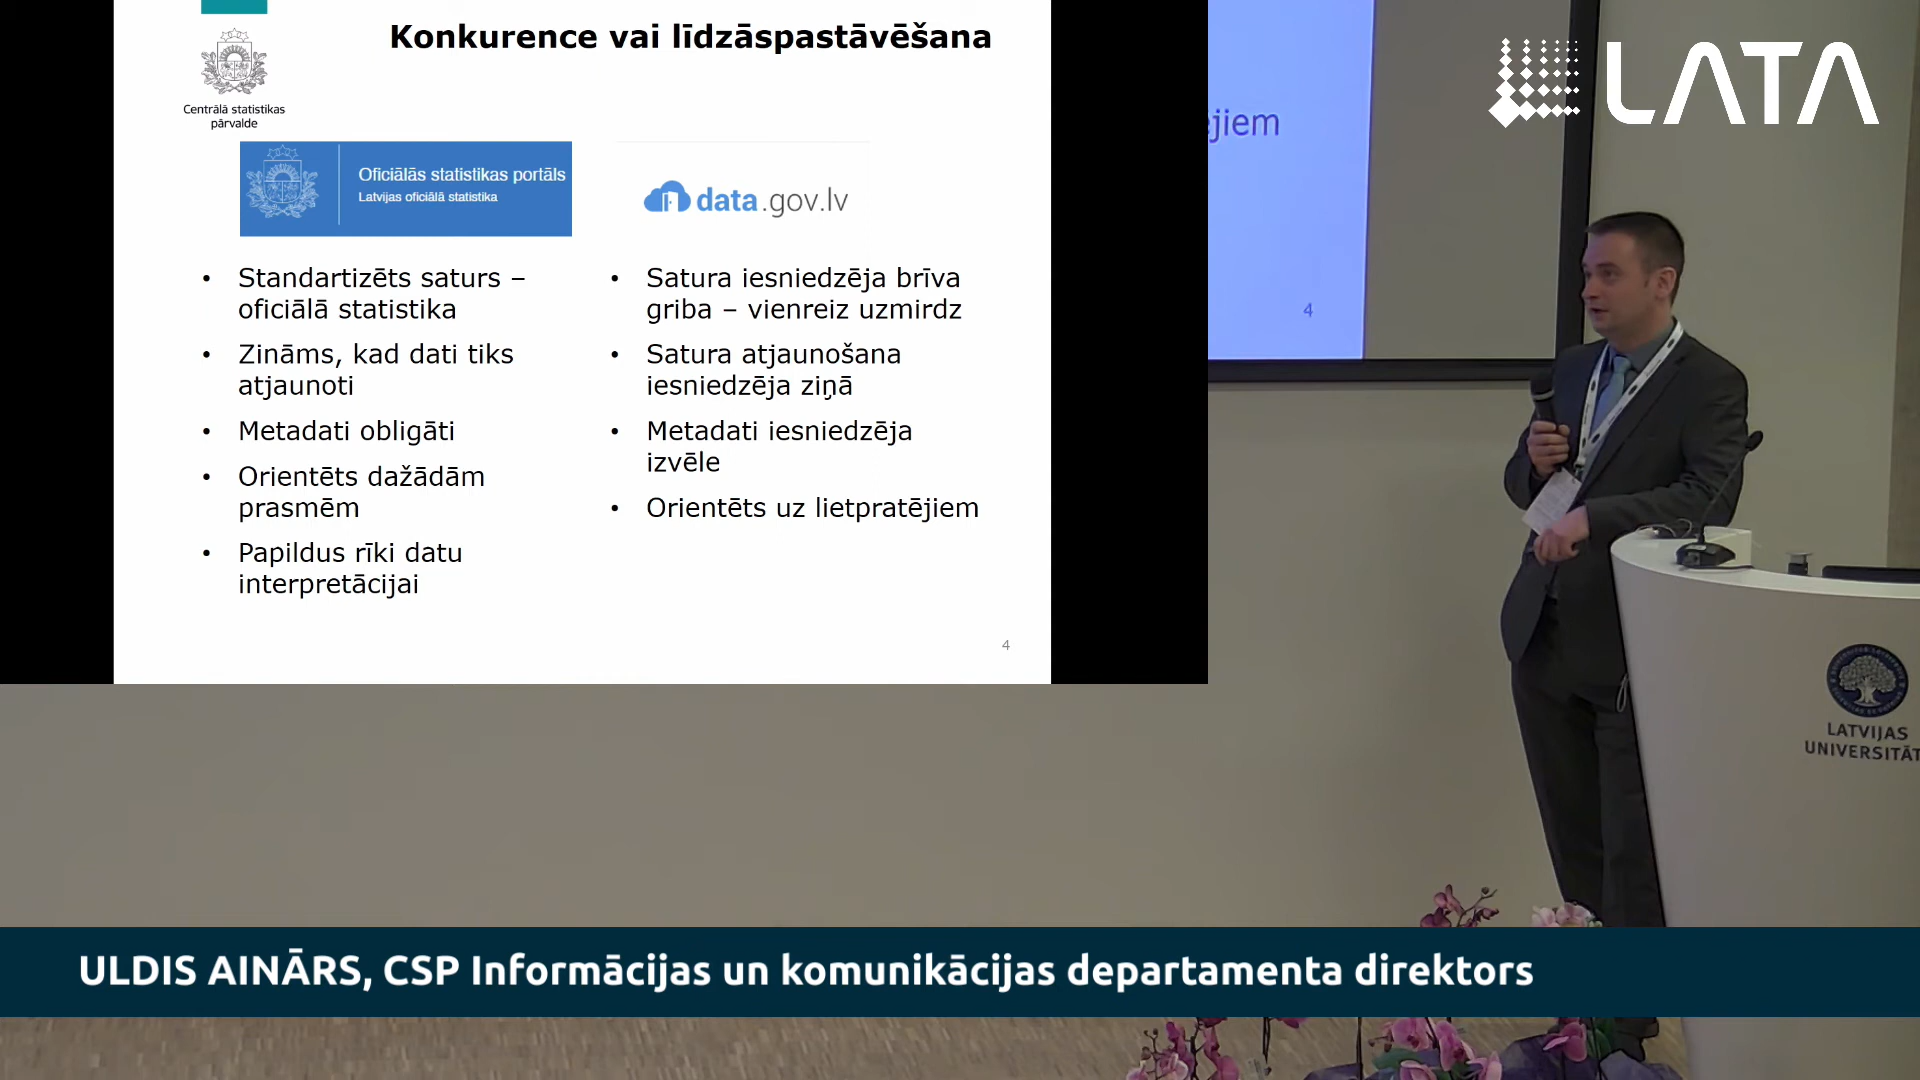 Konkurence vai līdzāspastāvēšana
Centrālā statistikas
pārvalde
Oficiālās statistikas portāls
Latvijas oficiālā statistika
data.gov.lv
• Standartizēts saturs –
oficiālā statistika
• Zināms, kad dati tiks
atjaunoti
• Metadati obligāti
• Orientēts dažādām
prasmēm
• Papildus rīki datu
interpretācijai
• Satura iesniedzēja brīva
griba – vienreiz uzmirdz
• Satura atjaunošana
iesniedzēja ziņā
• Metadati iesniedzēja
izvēle
• Orientēts uz lietpratējiem
4
ējiem
4
LATA
LATVIJAS
UNIVERSITĀT
ULDIS AINĀRS, CSP Informācijas un komunikācijas departamenta direktors